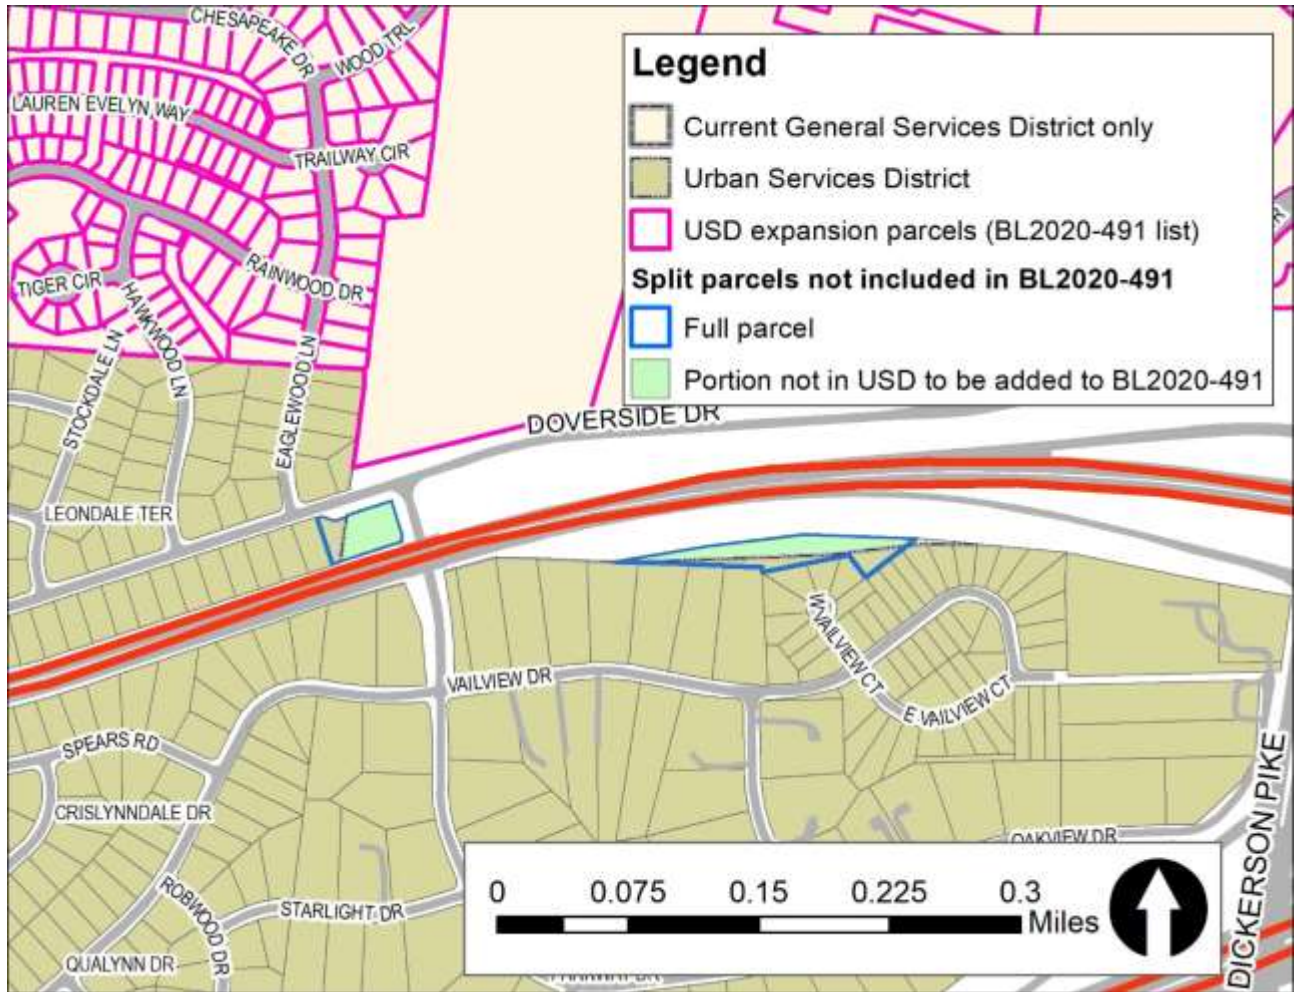 CHESAPEAKE DR
WOOD TRL
LAUREN EVELYN WAY
TRAILWAY CIR
RAINWOOD DR
TIGER CIR
HAWKWOOD LN
STOCKDALE LN
EAGLEWOOD LN
LEONDALE TER
Legend
Current General Services District only
Urban Services District
USD expansion parcels (BL2020-491 list)
Split parcels not included in BL2020-491
Full parcel
Portion not in USD to be added to BL2020-491
DOVERSIDE DR
W VAILVIEW CT
E VAILVIEW CT
VAILVIEW DR
SPEARS RD
CRISLYNNDALE DR
ROBWOOD DR
STARLIGHT DR
QUALYNN DR
OAKVIEW DR
DICKERSON PIKE
0 0.075 0.15 0.225 0.3
Miles